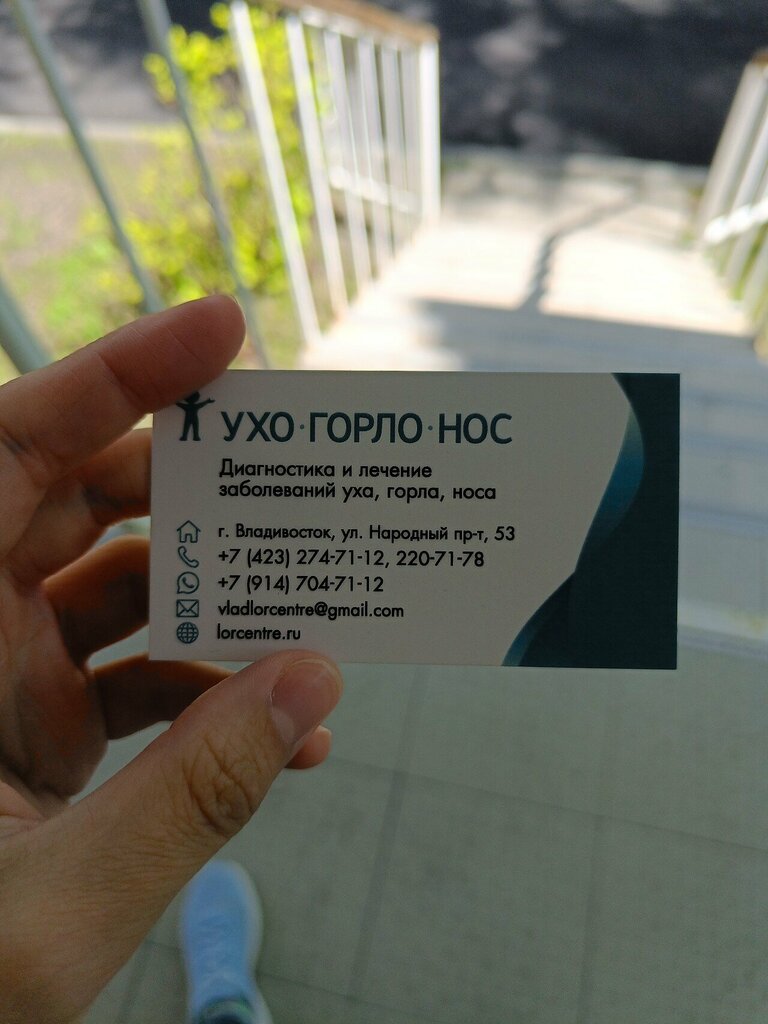 УХО·ГОРЛО·НОС
Диагностика и лечение
заболеваний уха, горла, носа
г. Владивосток, ул. Народный пр-т, 53
+7 (423) 274-71-12, 220-71-78
+7 (914) 704-71-12
vladlorcentre@gmail.com
lorcentre.ru